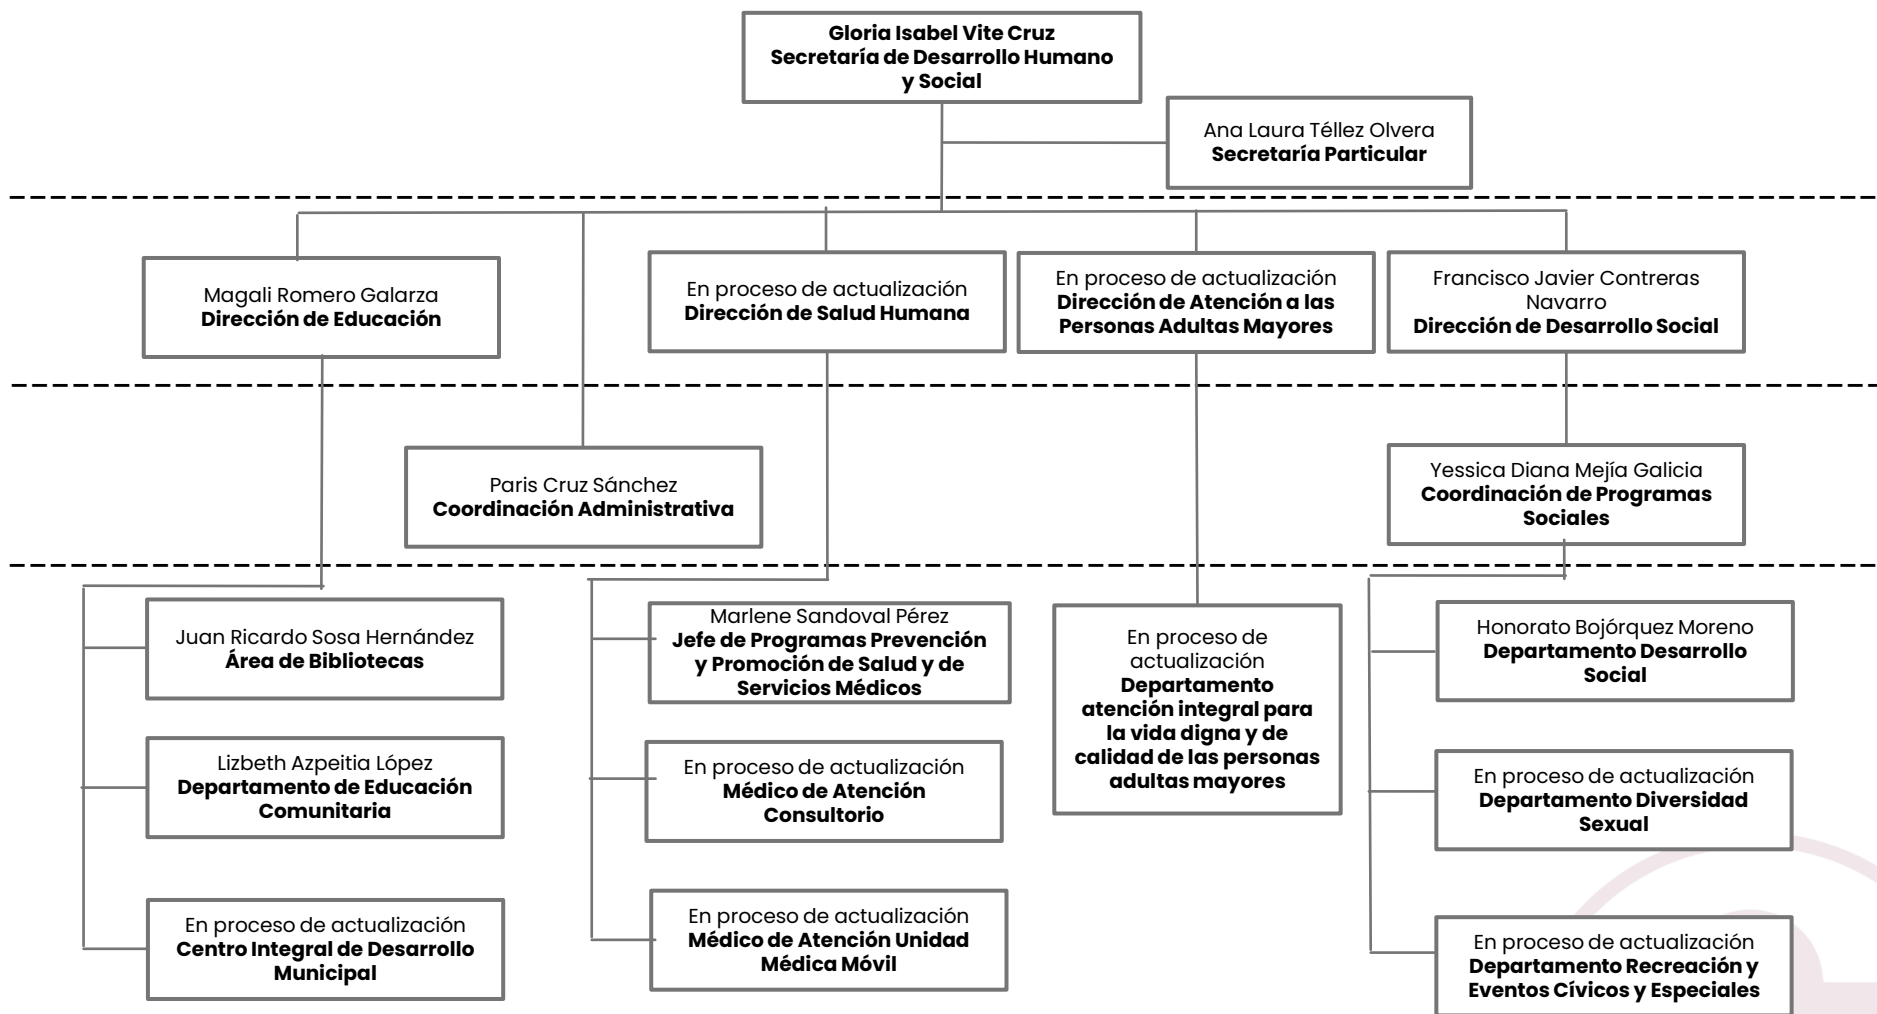 Gloria Isabel Vite Cruz
Secretaría de Desarrollo Humano
y Social
Ana Laura Téllez Olvera
Secretaría Particular
Magali Romero Galarza
Dirección de Educación
En proceso de actualización
Dirección de Salud Humana
En proceso de actualización
Dirección de Atención a las
Personas Adultas Mayores
Francisco Javier Contreras
Navarro
Dirección de Desarrollo Social
Paris Cruz Sánchez
Coordinación Administrativa
Yessica Diana Mejía Galicia
Coordinación de Programas
Sociales
Juan Ricardo Sosa Hernández
Área de Bibliotecas
Lizbeth Azpeitia López
Departamento de Educación
Comunitaria
En proceso de actualización
Centro Integral de Desarrollo
Municipal
Marlene Sandoval Pérez
Jefe de Programas Prevención
y Promoción de Salud y de
Servicios Médicos
En proceso de actualización
Médico de Atención
Consultorio
En proceso de actualización
Médico de Atención Unidad
Médica Móvil
En proceso de
actualización
Departamento
atención integral para
la vida digna y de
calidad de las personas
adultas mayores
Honorato Bojórquez Moreno
Departamento Desarrollo
Social
En proceso de actualización
Departamento Diversidad
Sexual
En proceso de actualización
Departamento Recreación y
Eventos Cívicos y Especiales